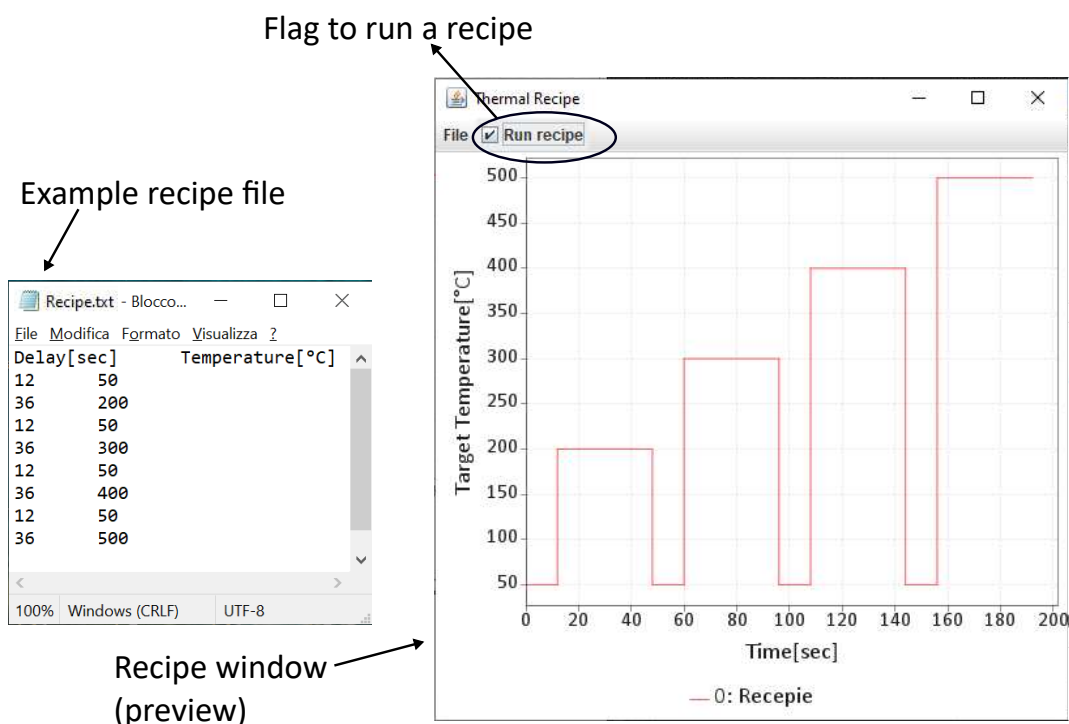 Flag to run a recipe
Thermal Recipe
File Run recipe
Example recipe file
Recipe.txt - Blocco...
File Modifica Formato Visualizza ?
Delay[sec] Temperature[°C]
12 50
36 200
12 50
36 300
12 50
36 400
12 50
36 500
100% Windows (CRLF) UTF-8
Target Temperature[°C]
500
450
400
350
300
250
200
150
100
50
0 20 40 60 80 100 120 140 160 180 200
Time[sec]
0: Recepie
Recipe window
(preview)